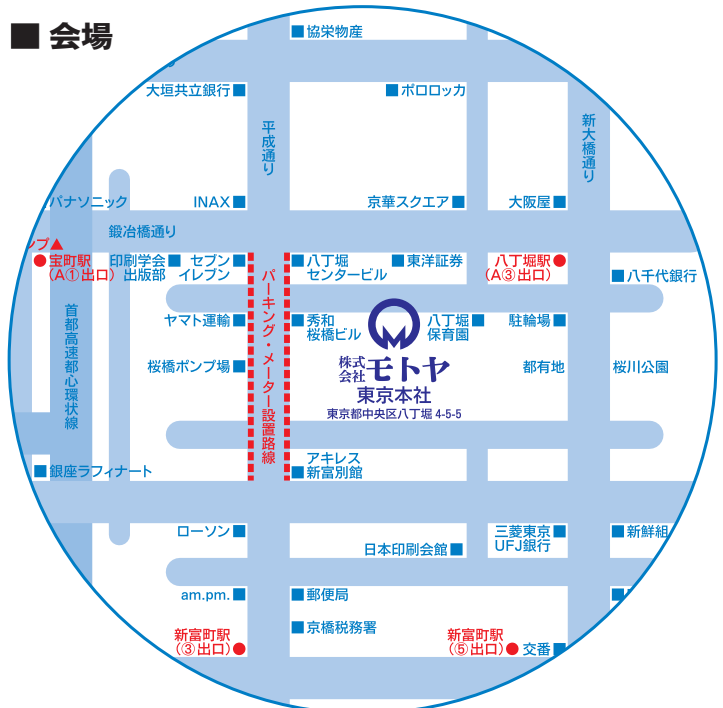 ■ 会場
協栄物産
大垣共立銀行
ポロロッカ
平成通り
新大橋通り
パナソニック
INAX
京華スクエア
大阪屋
鍛冶橋通り
宝町駅
(A①出口)
印刷学会
出版部
セブン
イレブン
八丁堀
センタービル
東洋証券
八丁堀駅
(A③出口)
八千代銀行
首都高速都心環状線
パーキング・メーター設置路線
ヤマト運輸
秀和
桜橋ビル
八丁堀
保育園
駐輪場
桜橋ポンプ場
株式
会社
モトヤ
東京本社
東京都中央区八丁堀 4-5-5
都有地
桜川公園
アキレス
新富別館
銀座ラフィナート
ローソン
日本印刷会館
三菱東京
UFJ銀行
新鮮組
am.pm.
郵便局
京橋税務署
新富町駅
(③出口)
新富町駅
(⑤出口)
交番